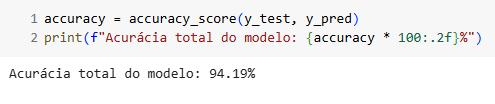 1 accuracy = accuracy_score(y_test, y_pred)
2 print(f"Acurácia total do modelo: {accuracy * 100:.2f}%")
Acurácia total do modelo: 94.19%